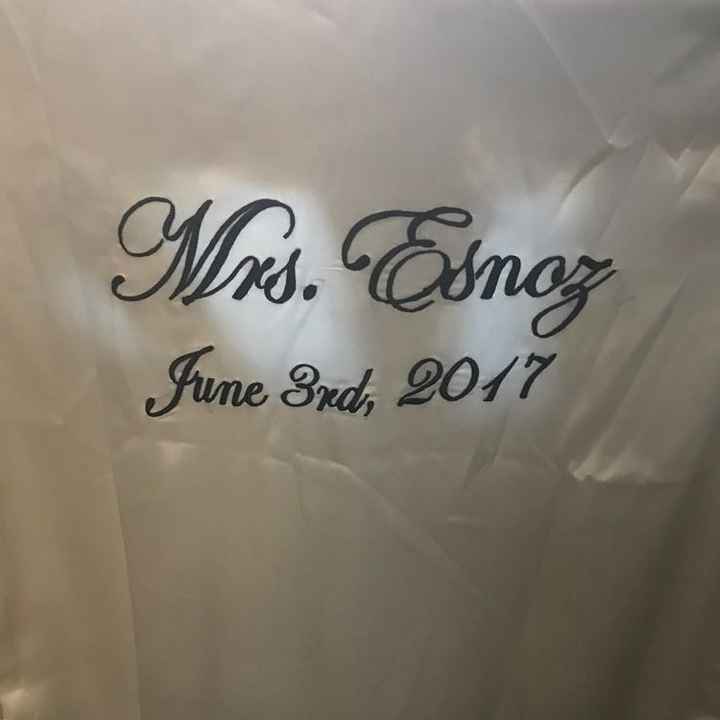 Mrs. Esnoz
June 3rd, 2017